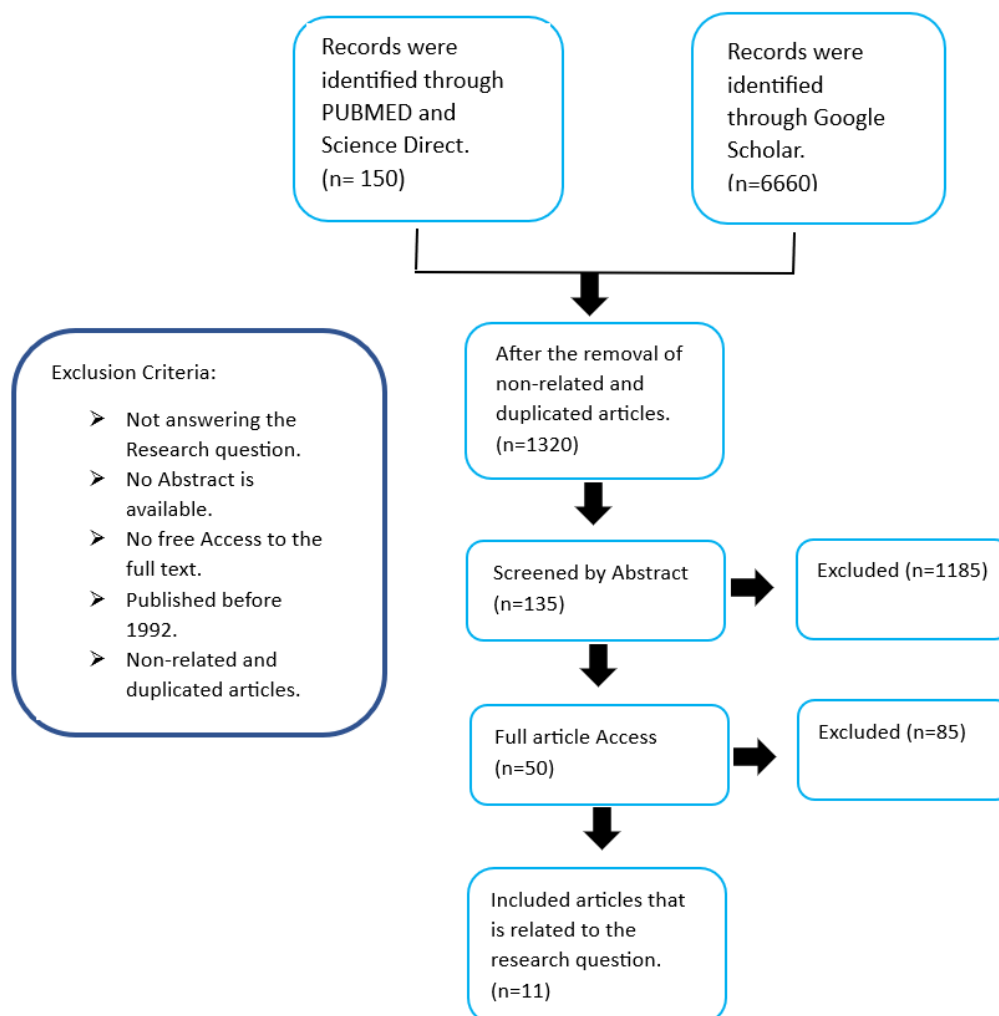 Records were
identified through
PUBMED and
Science Direct.
(n= 150)
Records were
identified
through Google
Scholar.
(n=6660)
After the removal of
non-related and
duplicated articles.
(n=1320)
Exclusion Criteria:
➢ Not answering the
Research question.
➢ No Abstract is
available.
➢ No free Access to the
full text.
➢ Published before
1992.
➢ Non-related and
duplicated articles.
Screened by Abstract
(n=135)
Excluded (n=1185)
Full article Access
(n=50)
Excluded (n=85)
Included articles that
is related to the
research question.
(n=11)